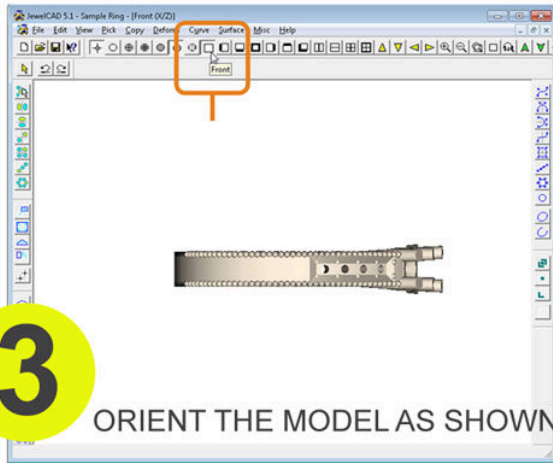 JewelCAD 5.1 - Sample Ring - [Front (X/Z)]
File Edit View Pick Copy Deform Curve Surface Misc Help
Front
3
ORIENT THE MODEL AS SHOWN